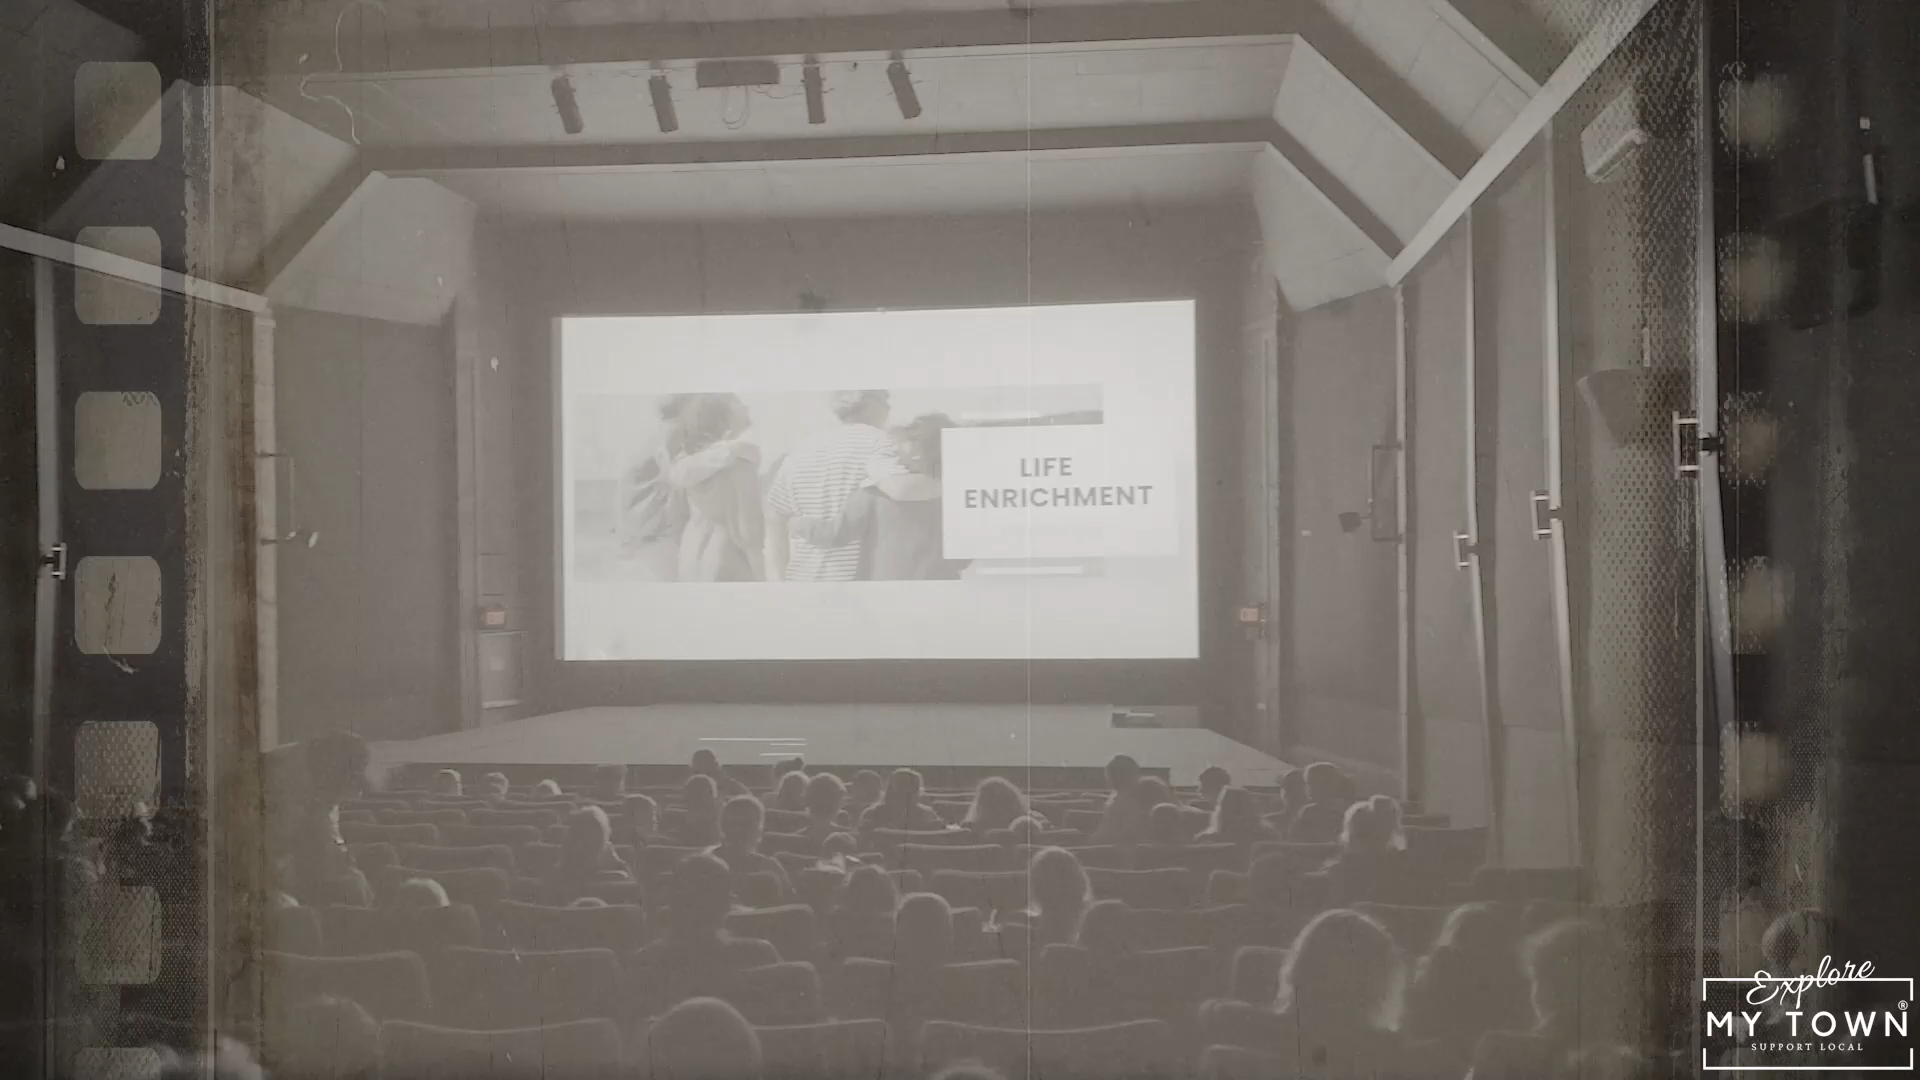 LIFE
ENRICHMENT
Explore
MY TOWN®
SUPPORT LOCAL